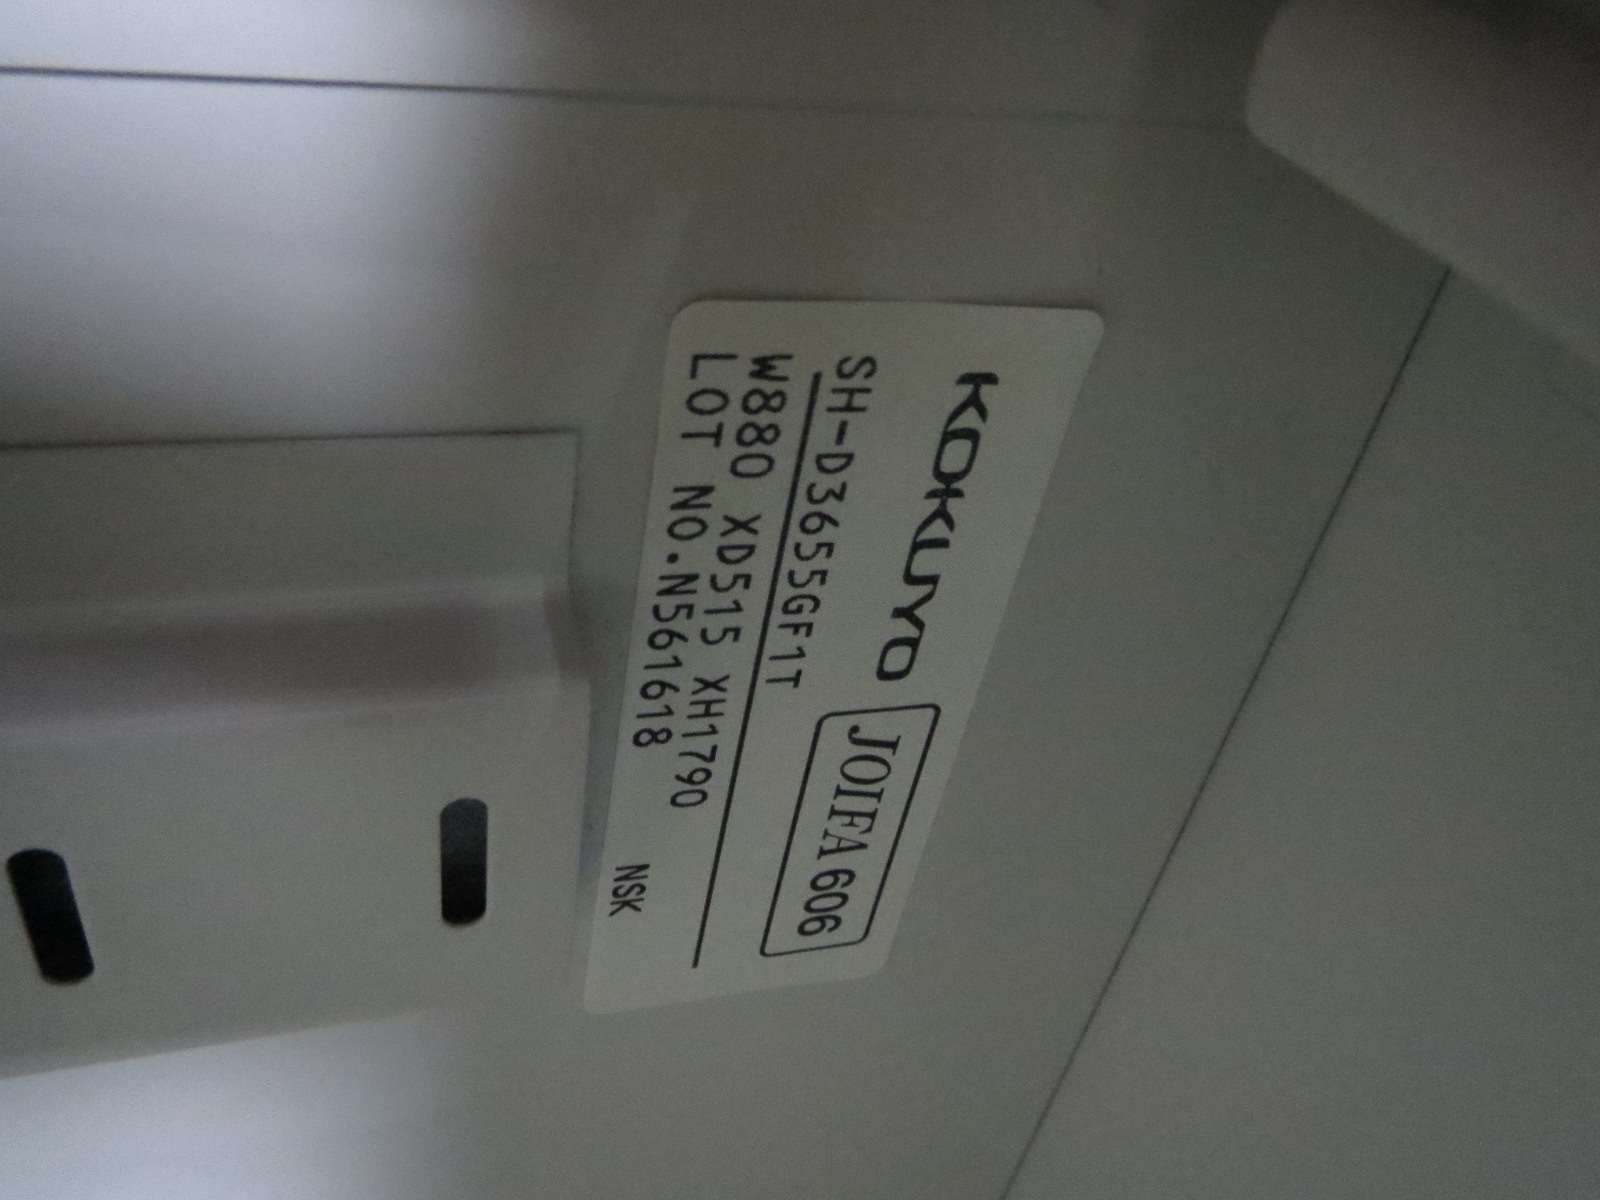 KOKUYO
JOIFA 606
SH-D3655GF1T
W880 XD515 XH1790
LOT NO.N561618
NSK